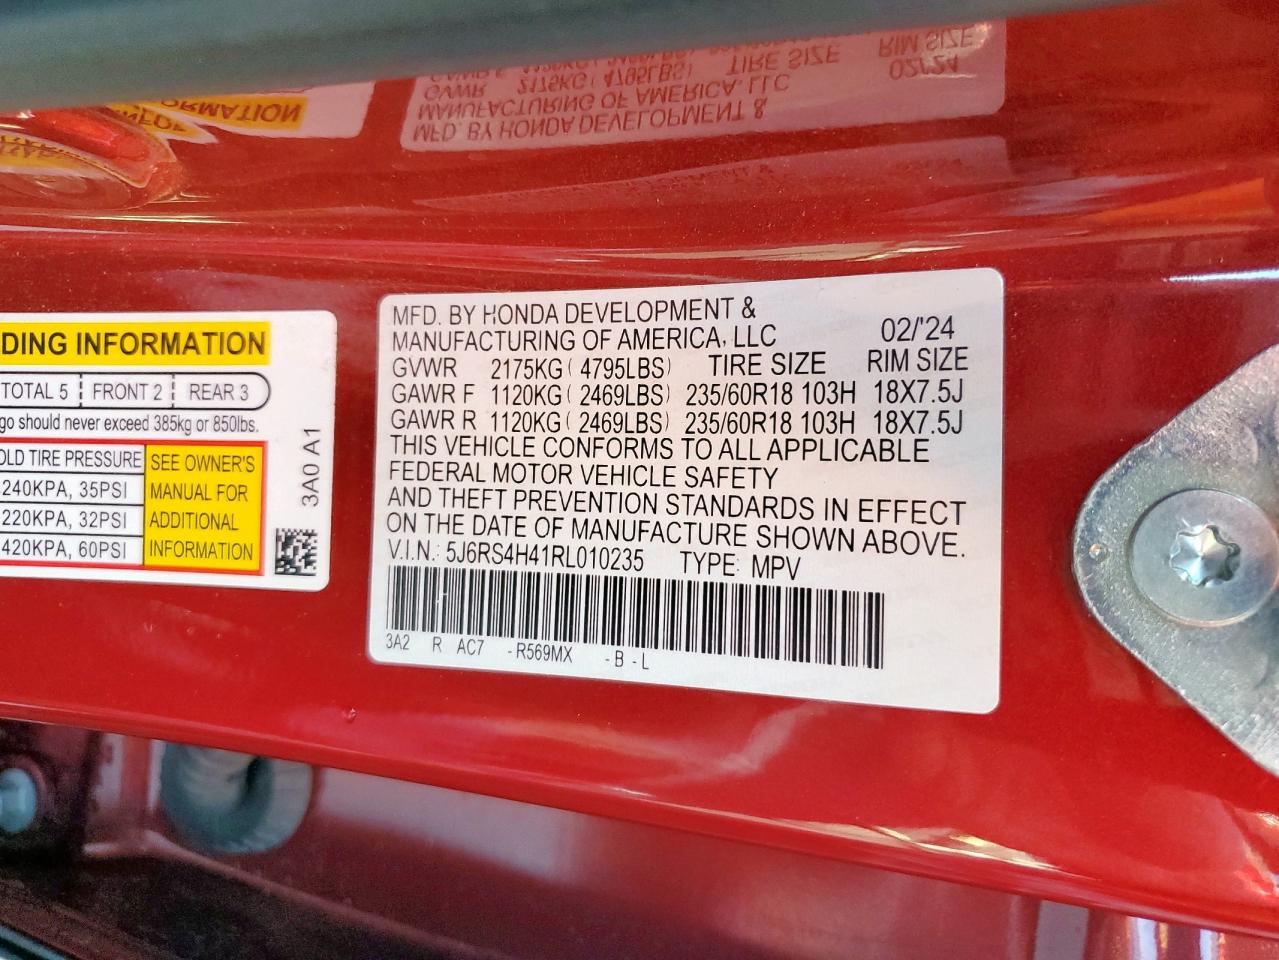 DING INFORMATION
TOTAL 5 FRONT 2 REAR 3
go should never exceed 385kg or 850lbs.
OLD TIRE PRESSURE
240KPA, 35PSI
220KPA, 32PSI
420KPA, 60PSI
SEE OWNER'S
MANUAL FOR
ADDITIONAL
INFORMATION
3A0 A1
MFD. BY HONDA DEVELOPMENT &
MANUFACTURING OF AMERICA, LLC 02/'24
GVWR 2175KG ( 4795LBS) TIRE SIZE RIM SIZE
GAWR F 1120KG ( 2469LBS) 235/60R18 103H 18X7.5J
GAWR R 1120KG ( 2469LBS) 235/60R18 103H 18X7.5J
THIS VEHICLE CONFORMS TO ALL APPLICABLE
FEDERAL MOTOR VEHICLE SAFETY
AND THEFT PREVENTION STANDARDS IN EFFECT
ON THE DATE OF MANUFACTURE SHOWN ABOVE.
V.I.N.: 5J6RS4H41RL010235 TYPE: MPV
3A2 R AC7 -R569MX -B-L